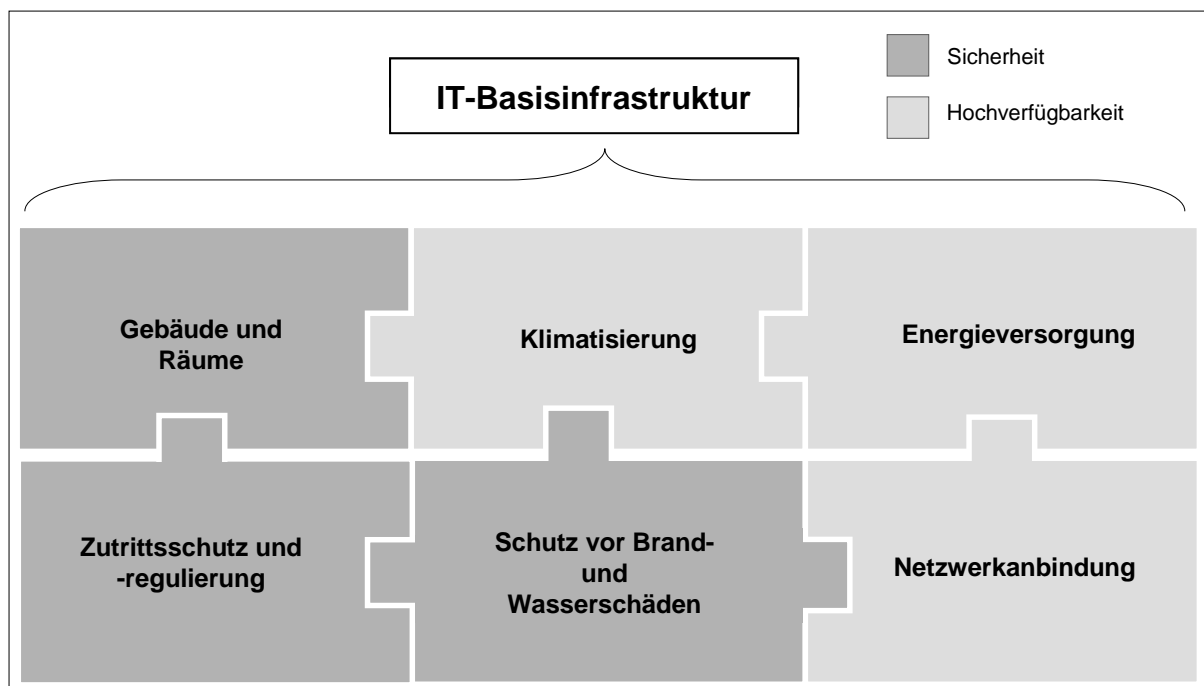 Sicherheit
IT-Basisinfrastruktur
Hochverfügbarkeit
Gebäude und
Räume
Klimatisierung
Energieversorgung
Zutrittsschutz und
-regulierung
Schutz vor Brand-
und
Wasserschäden
Netzwerkanbindung